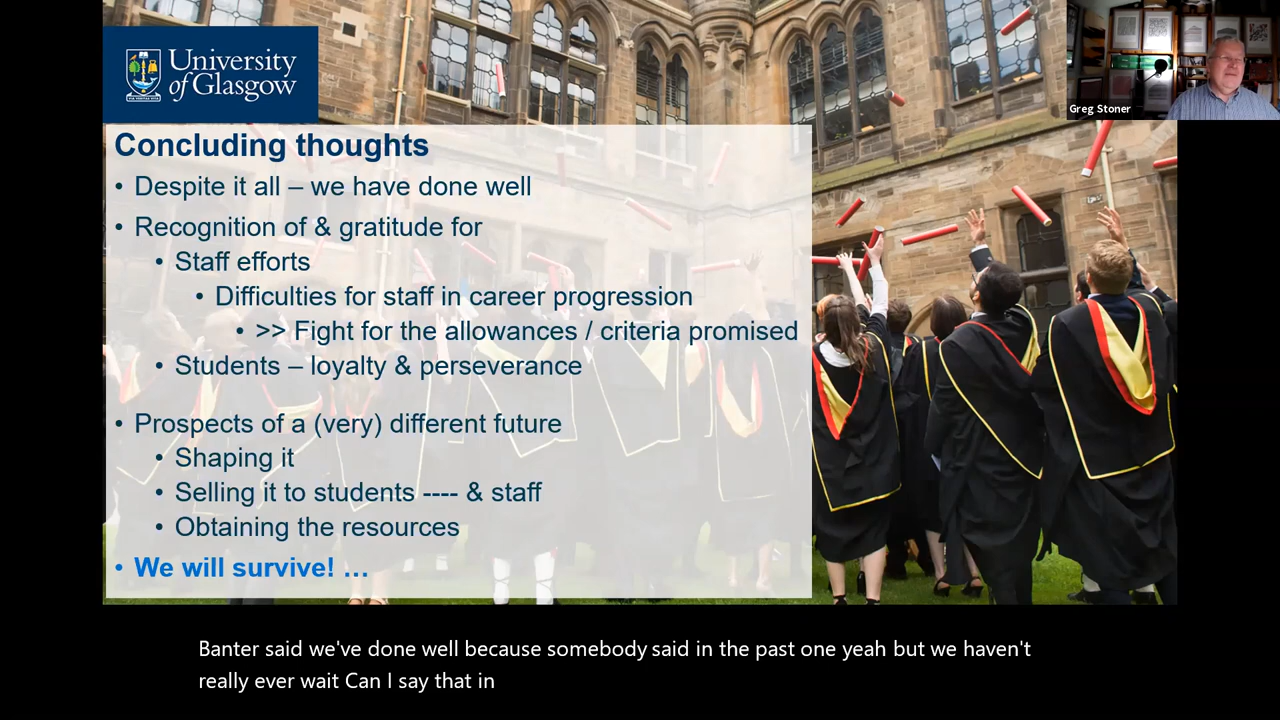 University
of Glasgow
Greg Stoner
Concluding thoughts
• Despite it all – we have done well
• Recognition of & gratitude for
• Staff efforts
• Difficulties for staff in career progression
• >> Fight for the allowances / criteria promised
• Students – loyalty & perseverance
• Prospects of a (very) different future
• Shaping it
• Selling it to students ---- & staff
• Obtaining the resources
• We will survive! …
Banter said we've done well because somebody said in the past one yeah but we haven't
really ever wait Can I say that in